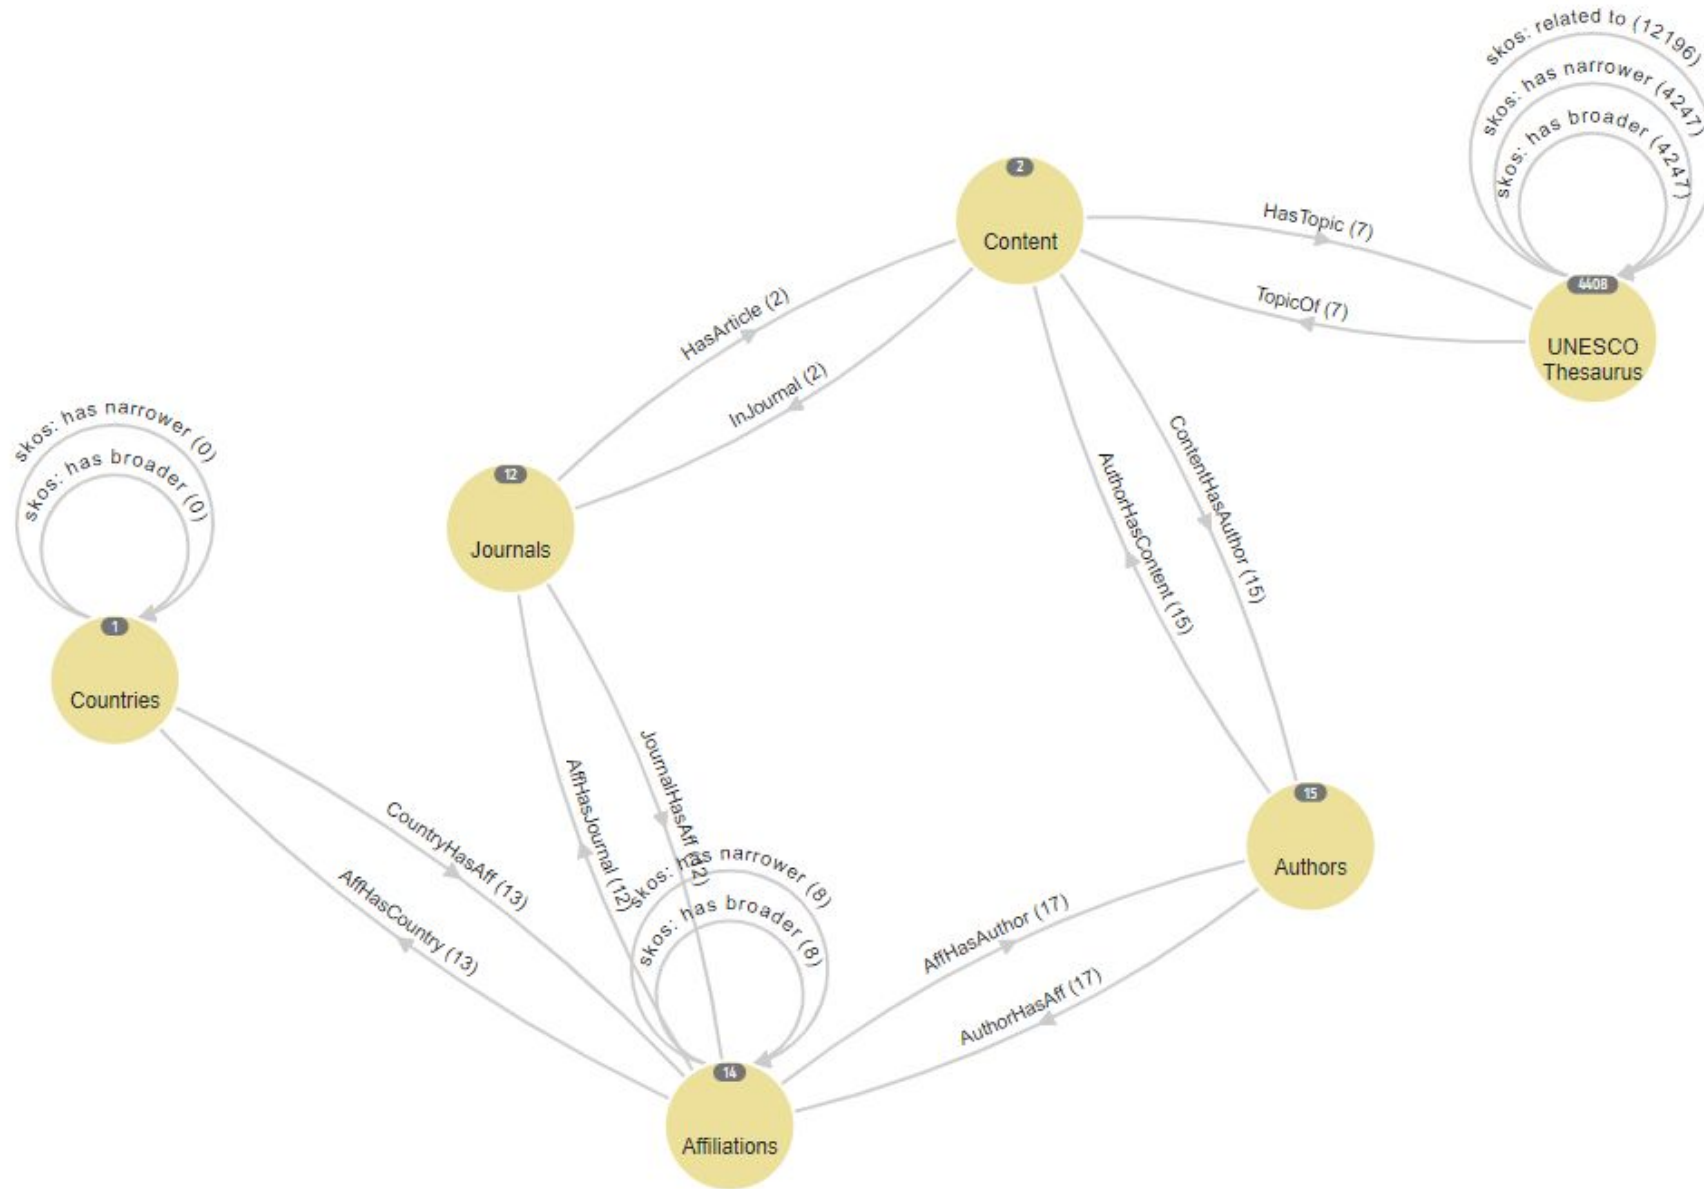 skos: related to (12196)
skos: has narrower (4247)
skos: has broader (4247)
2
Content
HasTopic (7)
TopicOf (7)
4408
UNESCO
Thesaurus
HasArticle (2)
InJournal (2)
skos: has narrower (0)
skos: has broader (0)
12
Journals
AuthorHasContent (15)
ContentHasAuthor (15)
1
Countries
CountryHasAff (13)
AffHasCountry (13)
AffHasJournal (12)
JournalHasAff (12)
skos: has narrower (8)
skos: has broader (8)
15
Authors
AffHasAuthor (17)
AuthorHasAff (17)
14
Affiliations